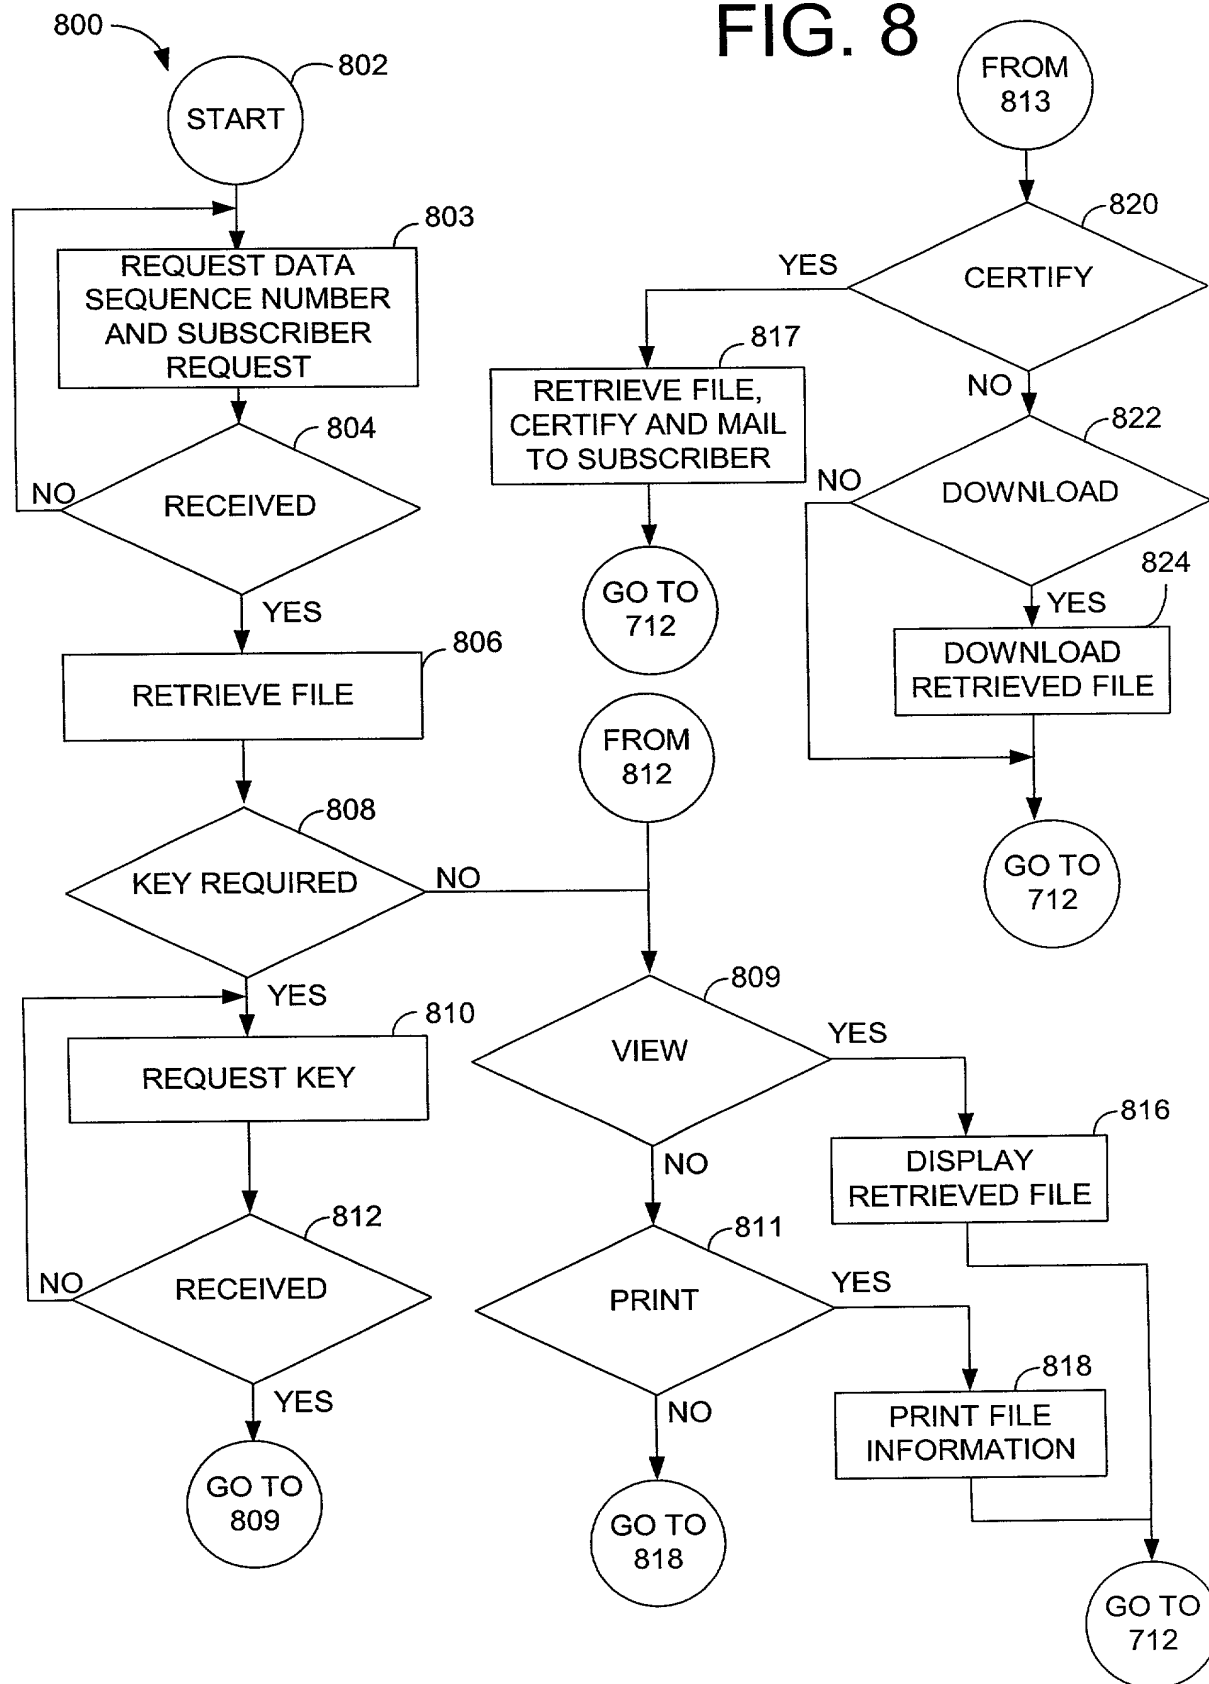 FIG. 8
800
802
START
803
REQUEST DATA
SEQUENCE NUMBER
AND SUBSCRIBER
REQUEST
804
RECEIVED
NO
YES
806
RETRIEVE FILE
808
KEY REQUIRED
NO
YES
810
REQUEST KEY
812
RECEIVED
NO
YES
GO TO
809
FROM
812
809
VIEW
YES
NO
816
DISPLAY
RETRIEVED FILE
811
PRINT
YES
NO
818
PRINT FILE
INFORMATION
GO TO
818
GO TO
712
FROM
813
820
CERTIFY
YES
NO
817
RETRIEVE FILE,
CERTIFY AND MAIL
TO SUBSCRIBER
GO TO
712
822
DOWNLOAD
NO
YES
824
DOWNLOAD
RETRIEVED FILE
GO TO
712